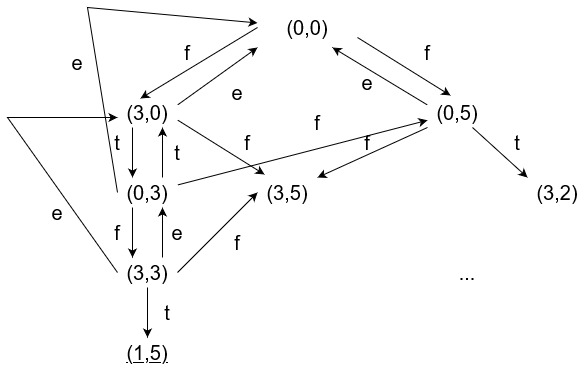 (0,0)
f f
e e e
(3,0) (0,5)
t t f f f t
(0,3) (3,5) (3,2)
e f e f
(3,3) ...
t
(1,5)